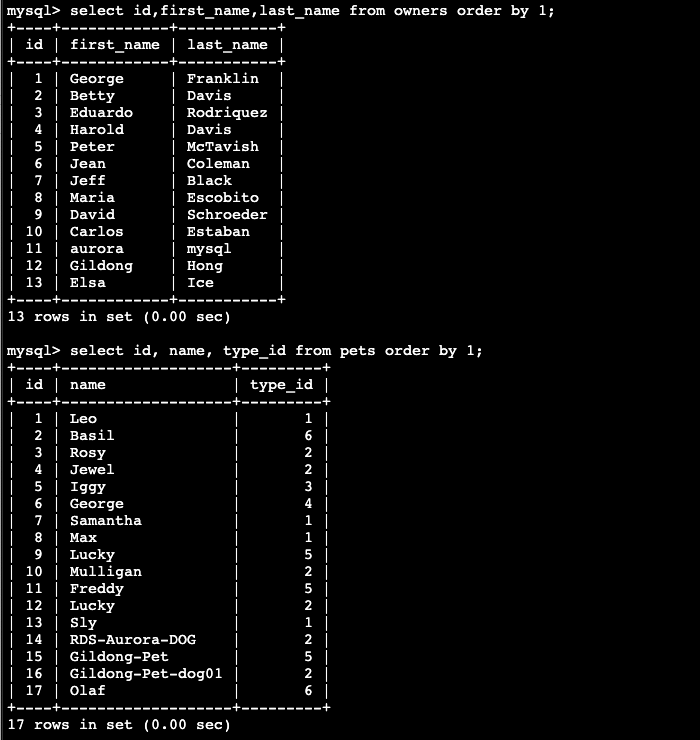 mysql> select id,first_name,last_name from owners order by 1;
+----+------------+-----------+
| id | first_name | last_name |
+----+------------+-----------+
|  1 | George     | Franklin  |
|  2 | Betty      | Davis     |
|  3 | Eduardo    | Rodriquez |
|  4 | Harold     | Davis     |
|  5 | Peter      | McTavish  |
|  6 | Jean       | Coleman   |
|  7 | Jeff       | Black     |
|  8 | Maria      | Escobito  |
|  9 | David      | Schroeder |
| 10 | Carlos     | Estaban   |
| 11 | aurora     | mysql     |
| 12 | Gildong    | Hong      |
| 13 | Elsa       | Ice       |
+----+------------+-----------+
13 rows in set (0.00 sec)
mysql> select id, name, type_id from pets order by 1;
+----+-------------------+---------+
| id | name              | type_id |
+----+-------------------+---------+
|  1 | Leo               |       1 |
|  2 | Basil             |       6 |
|  3 | Rosy              |       2 |
|  4 | Jewel             |       2 |
|  5 | Iggy              |       3 |
|  6 | George            |       4 |
|  7 | Samantha          |       1 |
|  8 | Max               |       1 |
|  9 | Lucky             |       5 |
| 10 | Mulligan          |       2 |
| 11 | Freddy            |       5 |
| 12 | Lucky             |       2 |
| 13 | Sly               |       1 |
| 14 | RDS-Aurora-DOG    |       2 |
| 15 | Gildong-Pet       |       5 |
| 16 | Gildong-Pet-dog01 |       2 |
| 17 | Olaf              |       6 |
+----+-------------------+---------+
17 rows in set (0.00 sec)